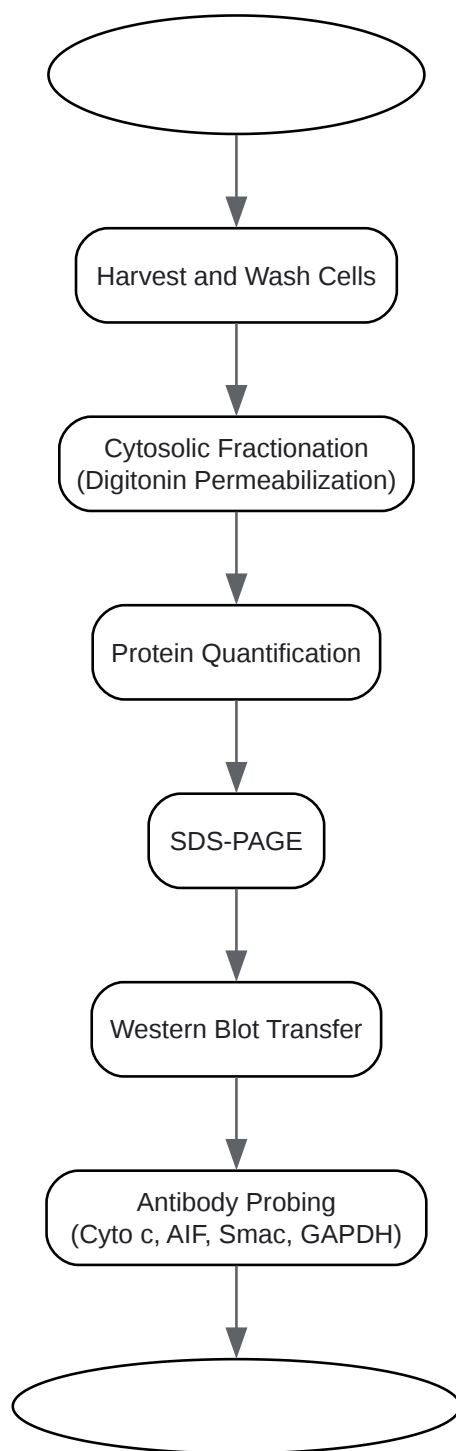 Harvest and Wash Cells
Cytosolic Fractionation
(Digitonin Permeabilization)
Protein Quantification
SDS-PAGE
Western Blot Transfer
Antibody Probing
(Cyto c, AIF, Smac, GAPDH)